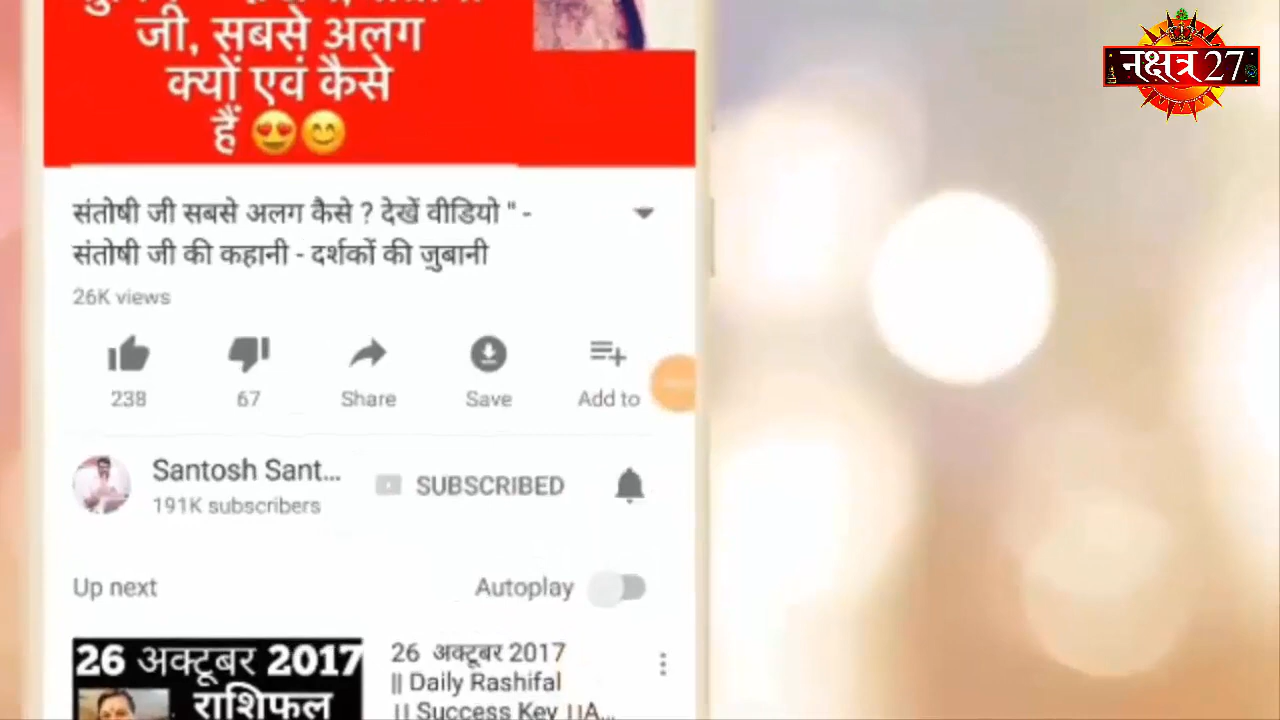 जी, सबसे अलग
क्यों एवं कैसे
हैं 😍😊
नक्षत्र 27
संतोषी जी सबसे अलग कैसे ? देखें वीडियो " -
संतोषी जी की कहानी - दर्शकों की जुबानी
26K views
238
67
Share
Save
Add to
Santosh Sant...
191K subscribers
SUBSCRIBED
Up next
Autoplay
26 अक्टूबर 2017
राशिफल
26 अक्टूबर 2017
|| Daily Rashifal
|| Success Key ||A...